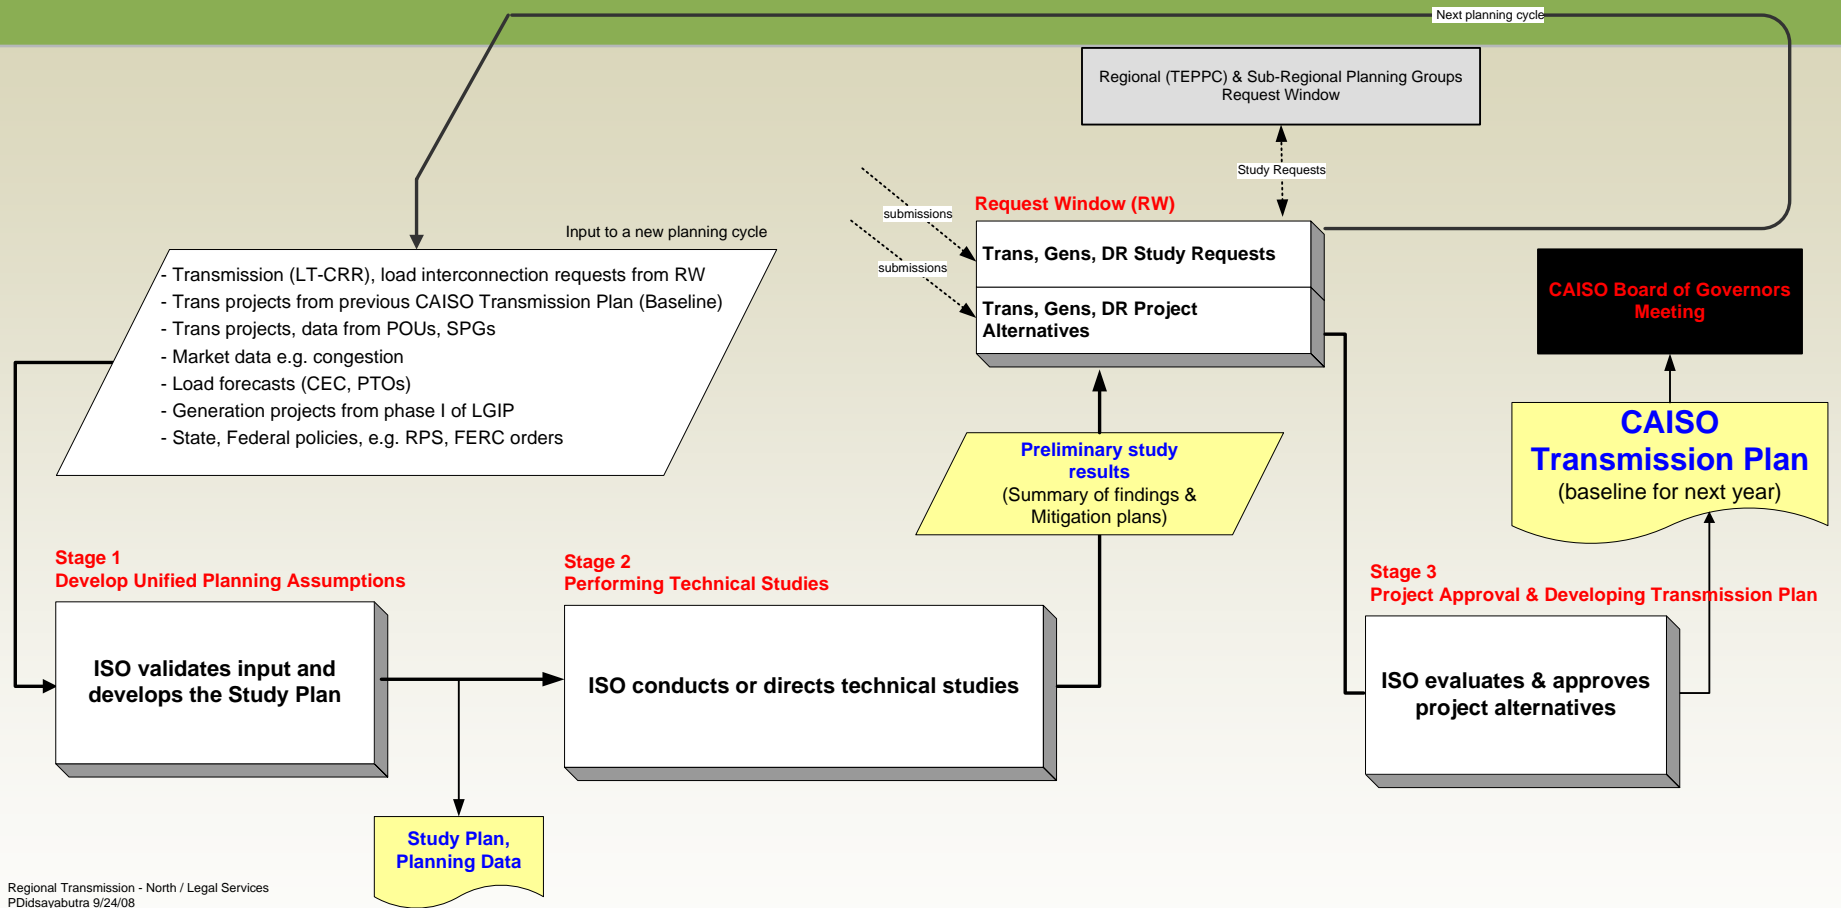 Next planning cycle
Regional (TEPPC) & Sub-Regional Planning Groups
Request Window
Study Requests
submissions
submissions
Request Window (RW)
Trans, Gens, DR Study Requests
Trans, Gens, DR Project
Alternatives
Input to a new planning cycle
- Transmission (LT-CRR), load interconnection requests from RW
- Trans projects from previous CAISO Transmission Plan (Baseline)
- Trans projects, data from POUs, SPGs
- Market data e.g. congestion
- Load forecasts (CEC, PTOs)
- Generation projects from phase I of LGIP
- State, Federal policies, e.g. RPS, FERC orders
CAISO Board of Governors
Meeting
CAISO
Transmission Plan
(baseline for next year)
Preliminary study
results
(Summary of findings &
Mitigation plans)
Stage 1
Develop Unified Planning Assumptions
ISO validates input and
develops the Study Plan
Stage 2
Performing Technical Studies
ISO conducts or directs technical studies
Stage 3
Project Approval & Developing Transmission Plan
ISO evaluates & approves
project alternatives
Study Plan,
Planning Data
Regional Transmission - North / Legal Services
PDidsayabutra 9/24/08